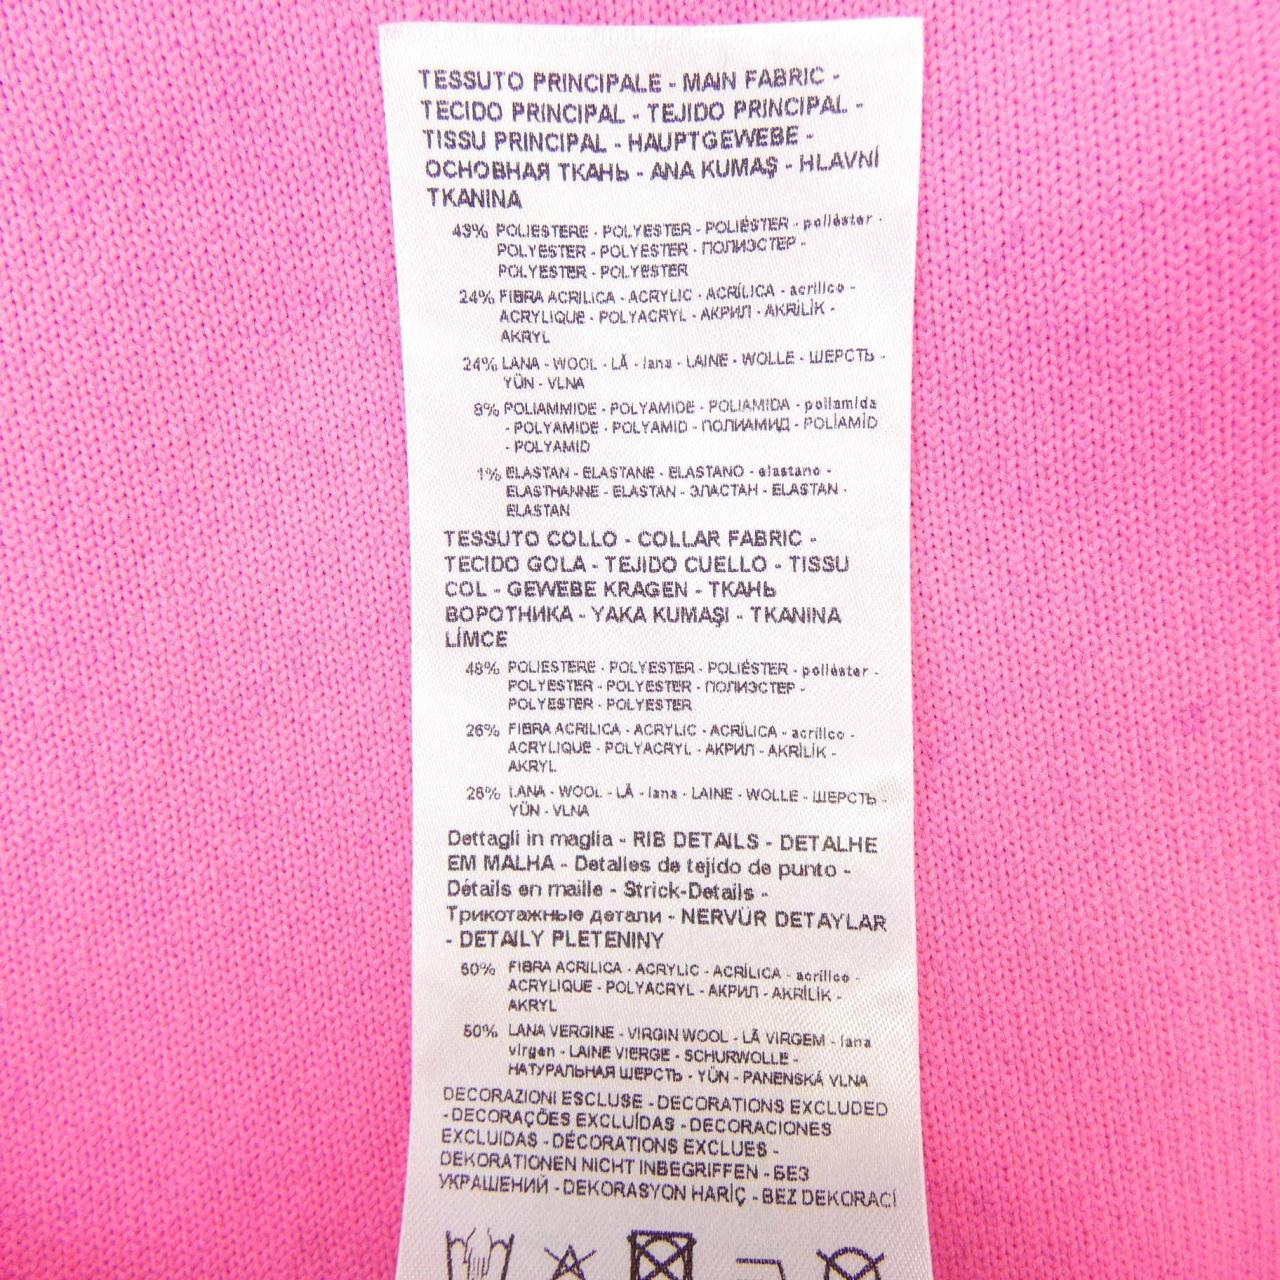 TESSUTO PRINCIPALE - MAIN FABRIC -
TECIDO PRINCIPAL - TEJIDO PRINCIPAL -
TISSU PRINCIPAL - HAUPTGEWEBE -
ОСНОВНАЯ ТКАНЬ - ANA KUMAŞ - HLAVNÍ
TKANINA
43% POLIESTERE - POLYESTER - POLIÉSTER - poliéster -
POLYESTER - POLYESTER - ПОЛИЭСТЕР -
POLYESTER - POLYESTER
24% FIBRA ACRILICA - ACRYLIC - ACRÍLICA - acrílico -
ACRYLIQUE - POLYACRYL - АКРИЛ - AKRİLİK -
AKRYL
24% LANA - WOOL - LÃ - lana - LAINE - WOLLE - ШЕРСТЬ -
YÜN - VLNA
8% POLIAMMIDE - POLYAMIDE - POLIAMIDA - poliamida
- POLYAMIDE - POLYAMID - ПОЛИАМИД - POLİAMİD
- POLYAMID
1% ELASTAN - ELASTANE - ELASTANO - elastano -
ELASTHANNE - ELASTAN - ЭЛАСТАН - ELASTAN -
ELASTAN
TESSUTO COLLO - COLLAR FABRIC -
TECIDO GOLA - TEJIDO CUELLO - TISSU
COL - GEWEBE KRAGEN - ТКАНЬ
ВОРОТНИКА - YAKA KUMAŞI - TKANINA
LÍMCE
48% POLIESTERE - POLYESTER - POLIÉSTER - poliéster -
POLYESTER - POLYESTER - ПОЛИЭСТЕР -
POLYESTER - POLYESTER
26% FIBRA ACRILICA - ACRYLIC - ACRÍLICA - acrílico -
ACRYLIQUE - POLYACRYL - АКРИЛ - AKRİLİK -
AKRYL
26% LANA - WOOL - LÃ - lana - LAINE - WOLLE - ШЕРСТЬ -
YÜN - VLNA
Dettagli in maglia - RIB DETAILS - DETALHE
EM MALHA - Detalles de tejido de punto -
Détails en maille - Strick-Details -
Трикотажные детали - NERVÜR DETAYLAR
- DETAILY PLETENINY
50% FIBRA ACRILICA - ACRYLIC - ACRÍLICA - acrílico -
ACRYLIQUE - POLYACRYL - АКРИЛ - AKRİLİK -
AKRYL
50% LANA VERGINE - VIRGIN WOOL - LÃ VIRGEM - lana
virgen - LAINE VIERGE - SCHURWOLLE -
НАТУРАЛЬНАЯ ШЕРСТЬ - YÜN - PANENSKÁ VLNA
DECORAZIONI ESCLUSE - DECORATIONS EXCLUDED
- DECORAÇÕES EXCLUÍDAS - DECORACIONES
EXCLUIDAS - DÉCORATIONS EXCLUES -
DEKORATIONEN NICHT INBEGRIFFEN - БЕЗ
УКРАШЕНИЙ - DEKORASYON HARİÇ - BEZ DEKORACÍ